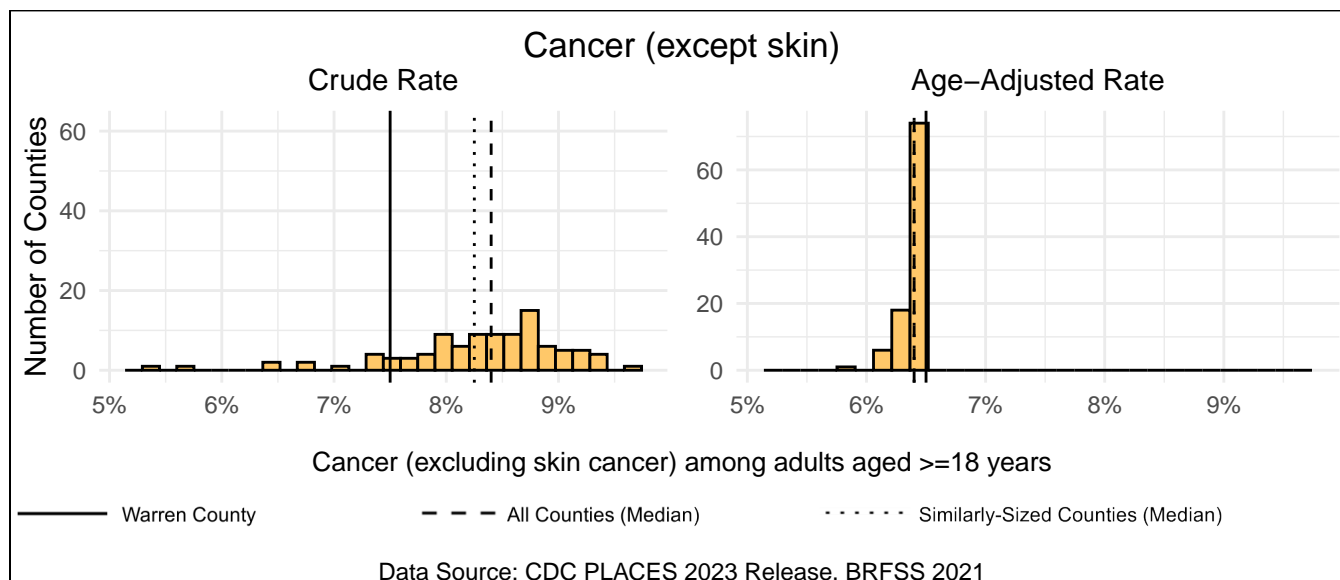 Cancer (except skin)
Crude Rate
Age−Adjusted Rate
Number of Counties
60
40
20
0
5%
6%
7%
8%
9%
60
40
20
0
5%
6%
7%
8%
9%
Cancer (excluding skin cancer) among adults aged >=18 years
Warren County
All Counties (Median)
Similarly-Sized Counties (Median)
Data Source: CDC PLACES 2023 Release, BRFSS 2021